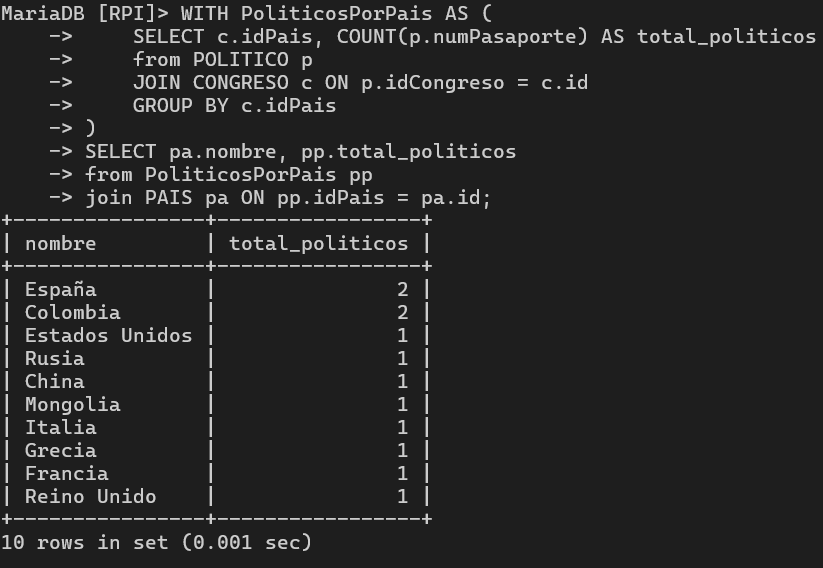 MariaDB [RPI]> WITH PoliticosPorPais AS (
    ->     SELECT c.idPais, COUNT(p.numPasaporte) AS total_politicos
    ->     from POLITICO p
    ->     JOIN CONGRESO c ON p.idCongreso = c.id
    ->     GROUP BY c.idPais
    -> )
    -> SELECT pa.nombre, pp.total_politicos
    -> from PoliticosPorPais pp
    -> join PAIS pa ON pp.idPais = pa.id;
+----------------+-----------------+
| nombre         | total_politicos |
+----------------+-----------------+
| España         |               2 |
| Colombia       |               2 |
| Estados Unidos |               1 |
| Rusia          |               1 |
| China          |               1 |
| Mongolia       |               1 |
| Italia         |               1 |
| Grecia         |               1 |
| Francia        |               1 |
| Reino Unido    |               1 |
+----------------+-----------------+
10 rows in set (0.001 sec)